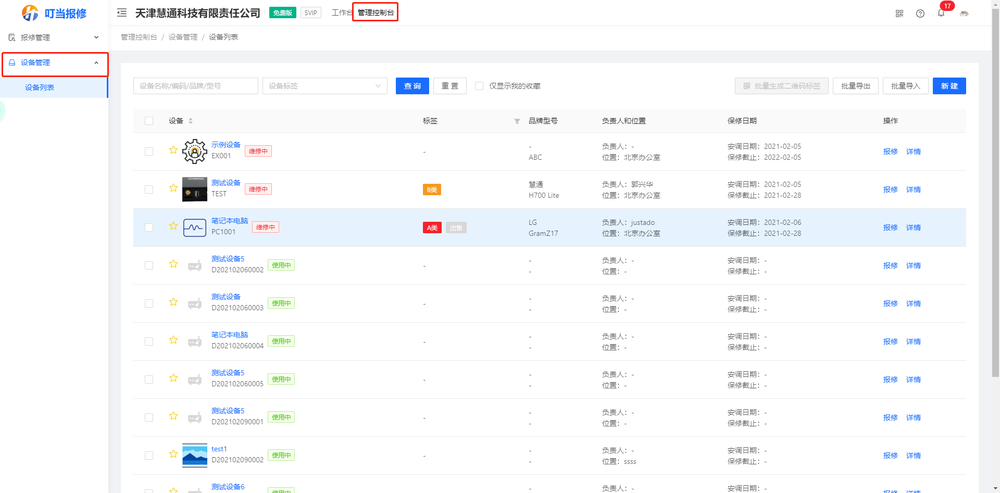 叮当报修
天津慧通科技有限责任公司 免费版 SVIP 工作台 管理控制台 17
报修管理
管理控制台 / 设备管理 / 设备列表
设备管理
设备列表
设备名称/编码/品牌/型号 设备标签 查 询 重 置 仅显示我的收藏 批量生成二维码标签 批量导出 批量导入 新 建
设备 标签 品牌型号 负责人和位置 保修日期 操作
示例设备 维修中 - - 负责人: - 安调日期: 2021-02-05 报修 详情
EX001 ABC 位置: 北京办公室 保修截止: 2022-02-05
测试设备 维修中 B类 慧通 负责人: 郭兴华 安调日期: 2021-02-05 报修 详情
TEST H700 Lite 位置: 北京办公室 保修截止: 2021-02-28
笔记本电脑 维修中 A类 出售 LG 负责人: justado 安调日期: 2021-02-06 报修 详情
PC1001 GramZ17 位置: 北京办公室 保修截止: 2021-02-28
测试设备5 使用中 - - 负责人: - 安调日期: - 报修 详情
D202102060002 - 位置: - 保修截止: -
测试设备 使用中 - - 负责人: - 安调日期: - 报修 详情
D202102060003 - 位置: - 保修截止: -
笔记本电脑 使用中 - - 负责人: - 安调日期: - 报修 详情
D202102060004 - 位置: - 保修截止: -
测试设备5 使用中 - - 负责人: - 安调日期: - 报修 详情
D202102060005 - 位置: - 保修截止: -
测试设备5 使用中 - - 负责人: - 安调日期: - 报修 详情
D202102090001 - 位置: - 保修截止: -
test1 使用中 - - 负责人: - 安调日期: - 报修 详情
D202102090002 - 位置: ssss 保修截止: -
测试设备6 使用中 - 负责人: - 安调日期: - 报修 详情